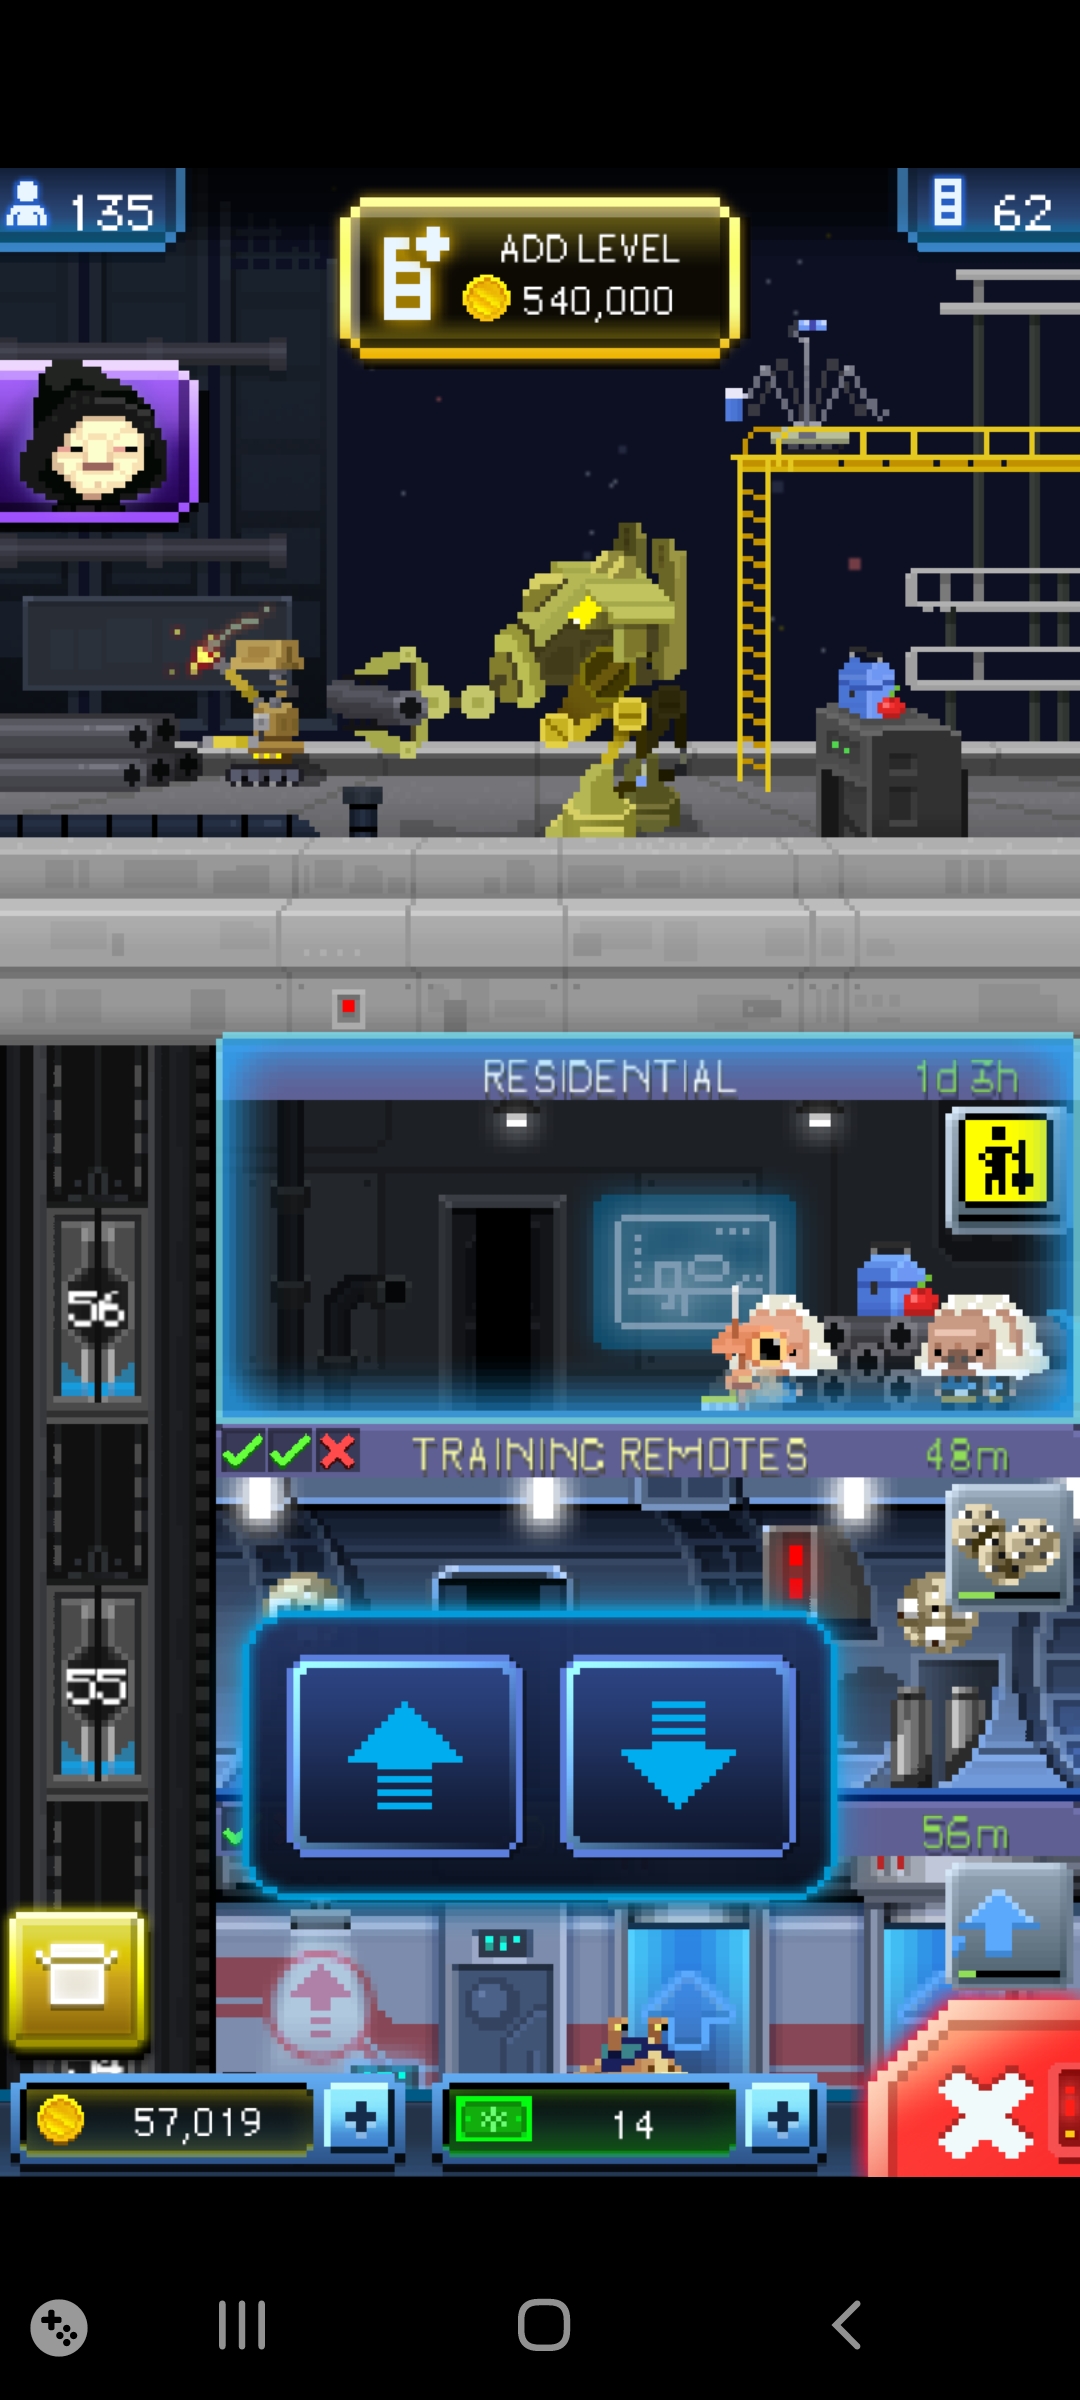 135
ADD LEVEL
540,000
62
RESIDENTIAL
1d 3h
56
TRAINING REMOTES
48m
55
56m
57,019
14